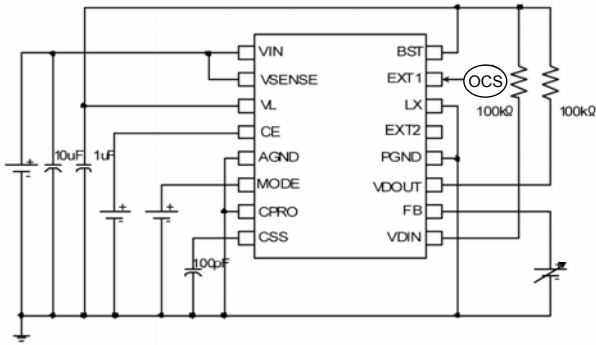 VIN
VSENSE
VL
CE
AGND
MODE
CPRO
CSS
BST
EXT1
LX
EXT2
PGND
VDOUT
FB
VDIN
OCS
100kΩ
100kΩ
10uF
1uF
100pF
+
+
+